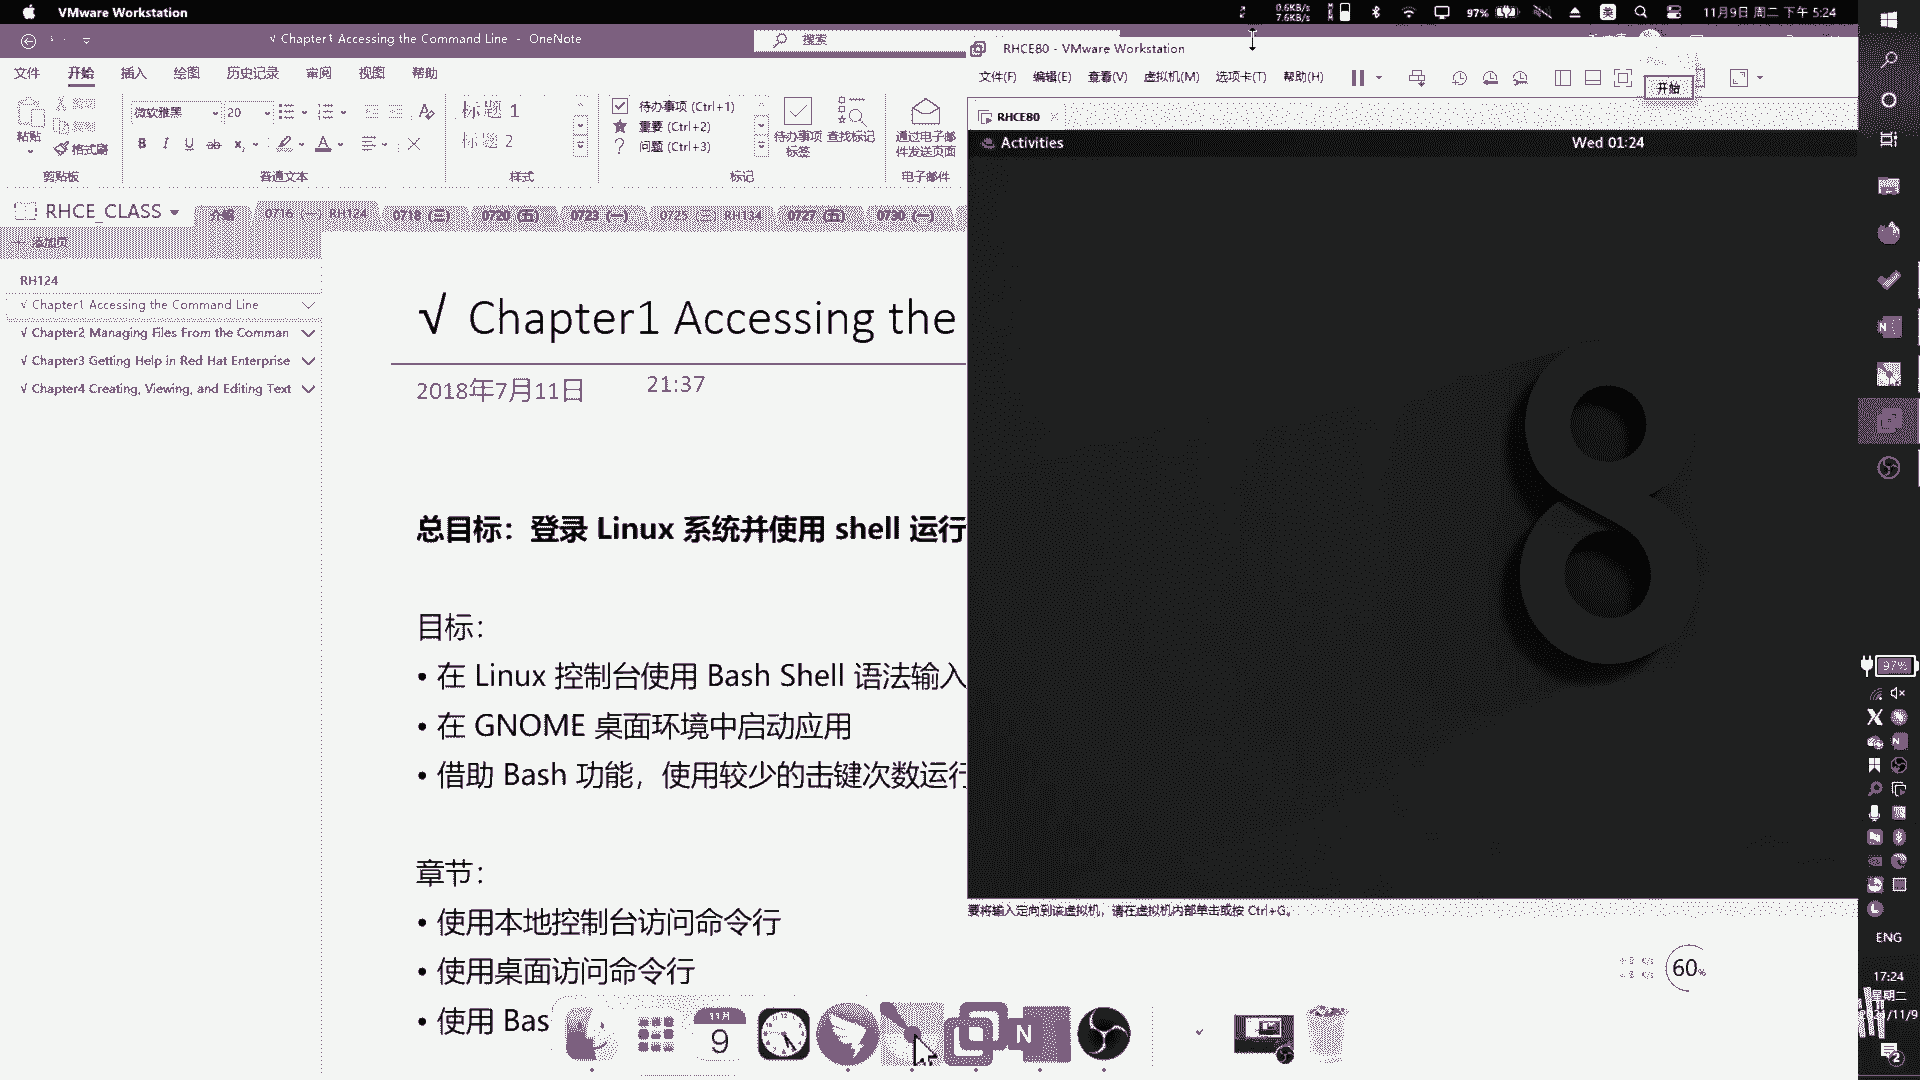 VMware Workstation
0.6KB/s
7.6KB/s
97%
英
11月9日 周二 下午 5:24
√ Chapter1 Accessing the Command Line - OneNote
搜索
文件 开始 插入 绘图 历史记录 审阅 视图 帮助
粘贴
格式刷
剪贴板
微软雅黑 20
B I U ab x
普通文本
标题 1
标题 2
样式
待办事项 (Ctrl+1)
重要 (Ctrl+2)
问题 (Ctrl+3)
待办事项
标签
查找标记
标记
通过电子邮
件发送页面
电子邮件
RHCE_CLASS
介绍 0716 (一) RH124 0718 (三) 0720 (五) 0723 (一) 0725 (三) RH134 0727 (五) 0730 (一)
添加页
RH124
√ Chapter1 Accessing the Command Line
√ Chapter2 Managing Files From the Comman
√ Chapter3 Getting Help in Red Hat Enterprise
√ Chapter4 Creating, Viewing, and Editing Text
√ Chapter1 Accessing the
2018年7月11日 21:37
总目标：登录 Linux 系统并使用 shell 运行
目标：
• 在 Linux 控制台使用 Bash Shell 语法输入
• 在 GNOME 桌面环境中启动应用
• 借助 Bash 功能，使用较少的击键次数运行
章节：
• 使用本地控制台访问命令行
• 使用桌面访问命令行
• 使用 Bas
RHCE80 - VMware Workstation
文件(F) 编辑(E) 查看(V) 虚拟机(M) 选项卡(T) 帮助(H)
开始
RHCE80
Activities
Wed 01:24
8
要将输入定向到该虚拟机，请在虚拟机内部单击或按 Ctrl+G。
60%
11月
9
N
97%
ENG
17:24
星期二
2021/11/9
2